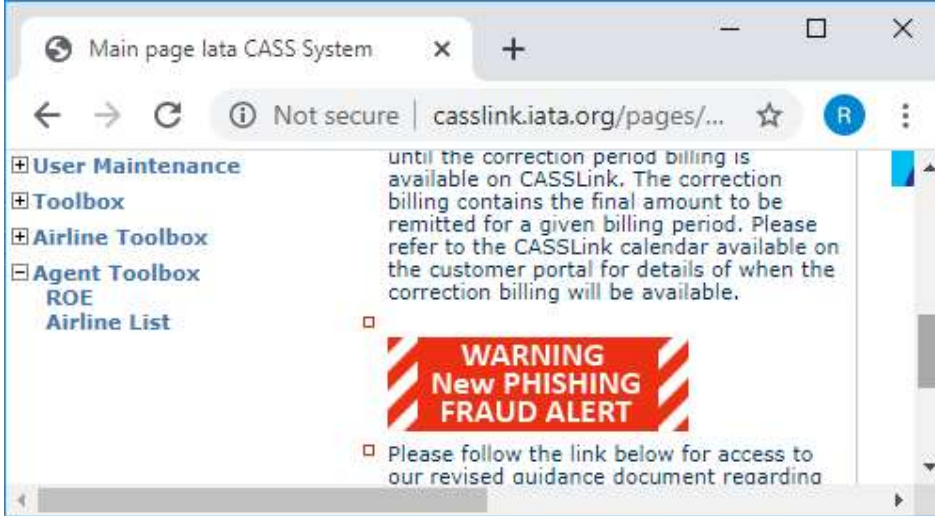 Main page Iata CASS System
Not secure | casslink.iata.org/pages/...
R
User Maintenance
Toolbox
Airline Toolbox
Agent Toolbox
ROE
Airline List
until the correction period billing is
available on CASSLink. The correction
billing contains the final amount to be
remitted for a given billing period. Please
refer to the CASSLink calendar available on
the customer portal for details of when the
correction billing will be available.
WARNING
New PHISHING
FRAUD ALERT
Please follow the link below for access to
our revised guidance document regarding